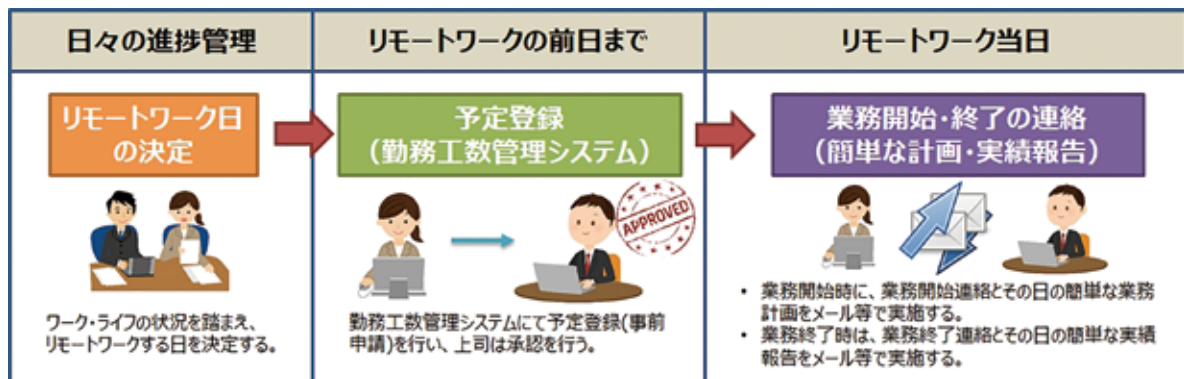 日々の進捗管理
リモートワークの前日まで
リモートワーク当日
リモートワーク日
の決定
予定登録
(勤務工数管理システム)
業務開始・終了の連絡
(簡単な計画・実績報告)
APPROVED
ワーク・ライフの状況を踏まえ、
リモートワークする日を決定する。
勤務工数管理システムにて予定登録(事前
申請)を行い、上司は承認を行う。
• 業務開始時に、業務開始連絡とその日の簡単な業務
計画をメール等で実施する。
• 業務終了時は、業務終了連絡とその日の簡単な実績
報告をメール等で実施する。